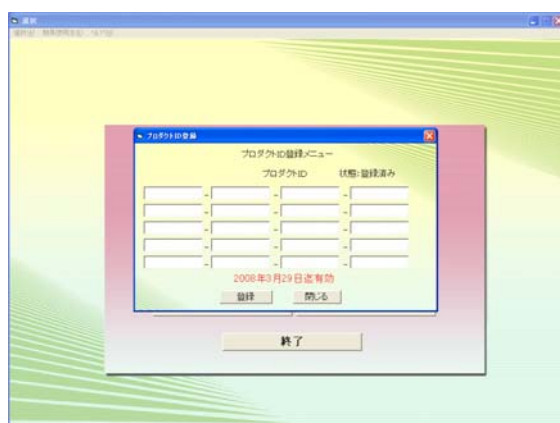 選択
プロダクトID登録
プロダクトID登録メニュー
プロダクトID 状態:登録済み
- - -
- - -
- - -
- - -
- - -
2008年3月29日迄有効
登録 閉じる
終了